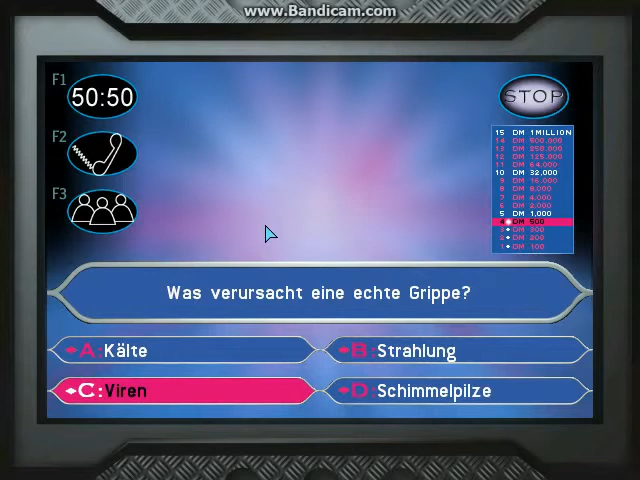 www.Bandicam.com
F1
50:50
STOP
F2
F3
15 DM 1 MILLION
14 DM 500.000
13 DM 250.000
12 DM 125.000
11 DM 64.000
10 DM 32.000
9 DM 16.000
8 DM 8.000
7 DM 4.000
6 DM 2.000
5 DM 1,000
4 DM 500
3 DM 300
2 DM 200
1 DM 100
Was verursacht eine echte Grippe?
A: Kälte
B: Strahlung
C: Viren
D: Schimmelpilze